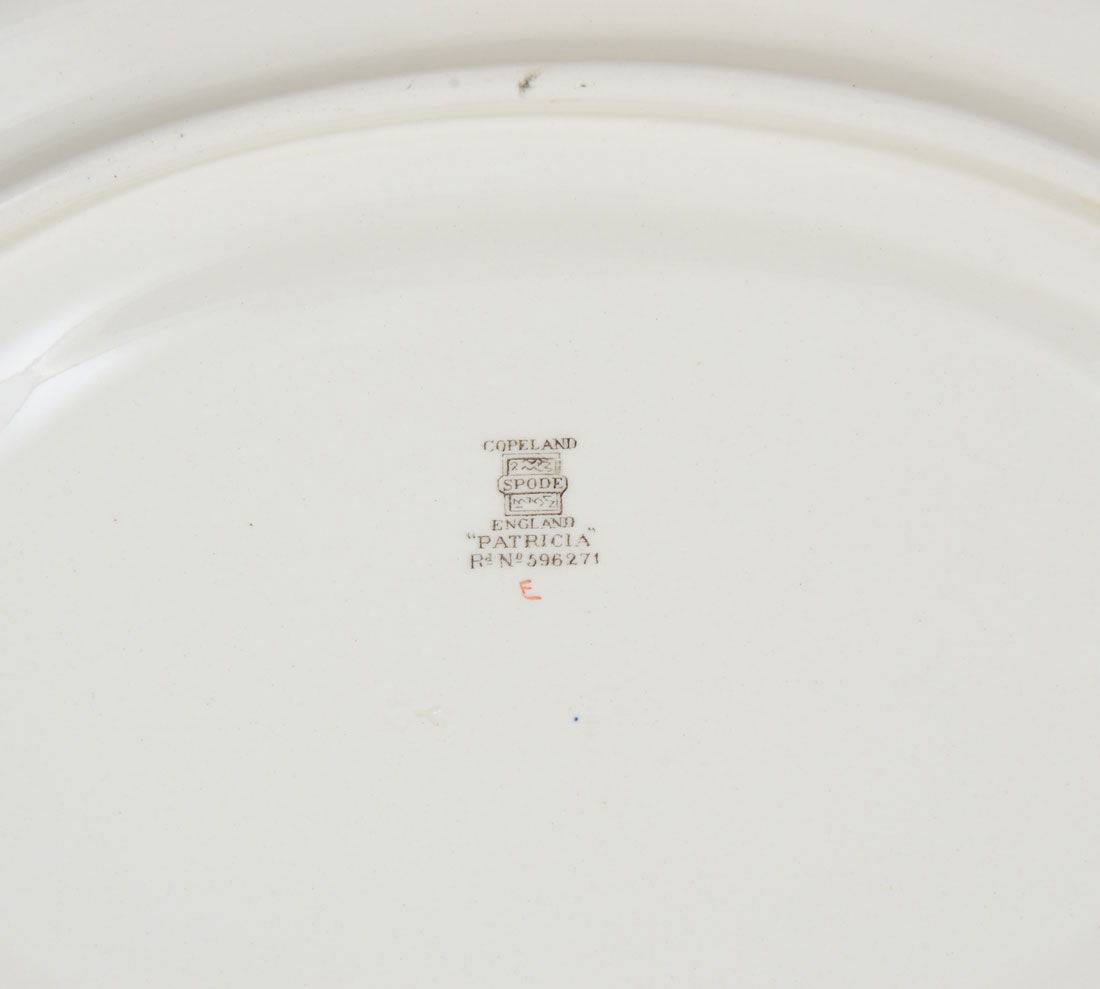 COPELAND
SPODE
ENGLAND
"PATRICIA"
Rd No 596271
E